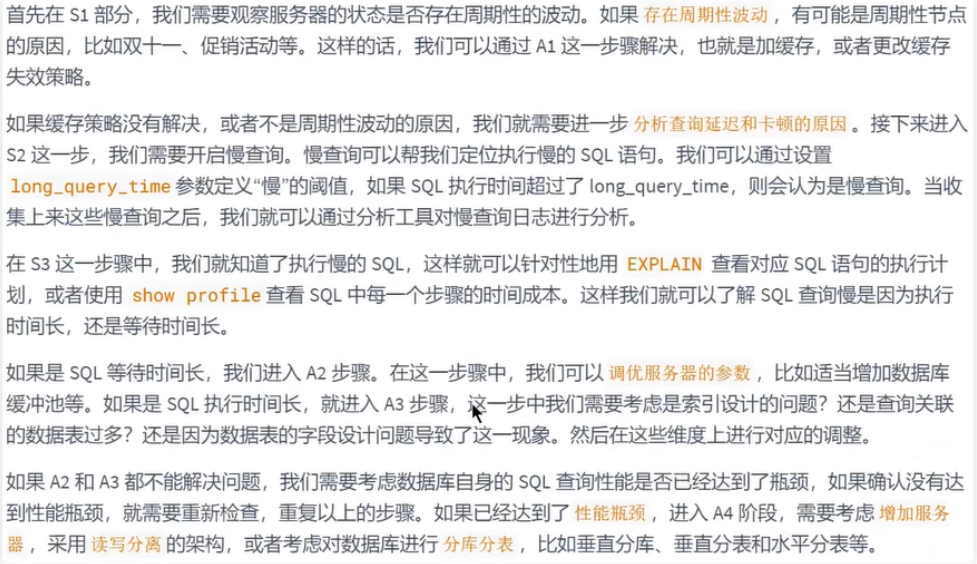 首先在 S1 部分，我们需要观察服务器的状态是否存在周期性的波动。如果 存在周期性波动 ，有可能是周期性节点
的原因，比如双十一、促销活动等。这样的话，我们可以通过 A1 这一步骤解决，也就是加缓存，或者更改缓存
失效策略。
如果缓存策略没有解决，或者不是周期性波动的原因，我们就需要进一步 分析查询延迟和卡顿的原因 。接下来进入
S2 这一步，我们需要开启慢查询。慢查询可以帮我们定位执行慢的 SQL 语句。我们可以通过设置
long_query_time 参数定义“慢”的阈值，如果 SQL 执行时间超过了 long_query_time，则会认为是慢查询。当收
集上来这些慢查询之后，我们就可以通过分析工具对慢查询日志进行分析。
在 S3 这一步骤中，我们就知道了执行慢的 SQL，这样就可以针对性地用 EXPLAIN 查看对应 SQL 语句的执行计
划，或者使用 show profile 查看 SQL 中每一个步骤的时间成本。这样我们就可以了解 SQL 查询慢是因为执行
时间长，还是等待时间长。
如果是 SQL 等待时间长，我们进入 A2 步骤。在这一步骤中，我们可以 调优服务器的参数 ，比如适当增加数据库
缓冲池等。如果是 SQL 执行时间长，就进入 A3 步骤，这一步中我们需要考虑是索引设计的问题？还是查询关联
的数据表过多？还是因为数据表的字段设计问题导致了这一现象。然后在这些维度上进行对应的调整。
如果 A2 和 A3 都不能解决问题，我们需要考虑数据库自身的 SQL 查询性能是否已经达到了瓶颈，如果确认没有达
到性能瓶颈，就需要重新检查，重复以上的步骤。如果已经达到了 性能瓶颈 ，进入 A4 阶段，需要考虑 增加服务
器 ，采用 读写分离 的架构，或者考虑对数据库进行 分库分表 ，比如垂直分库、垂直分表和水平分表等。